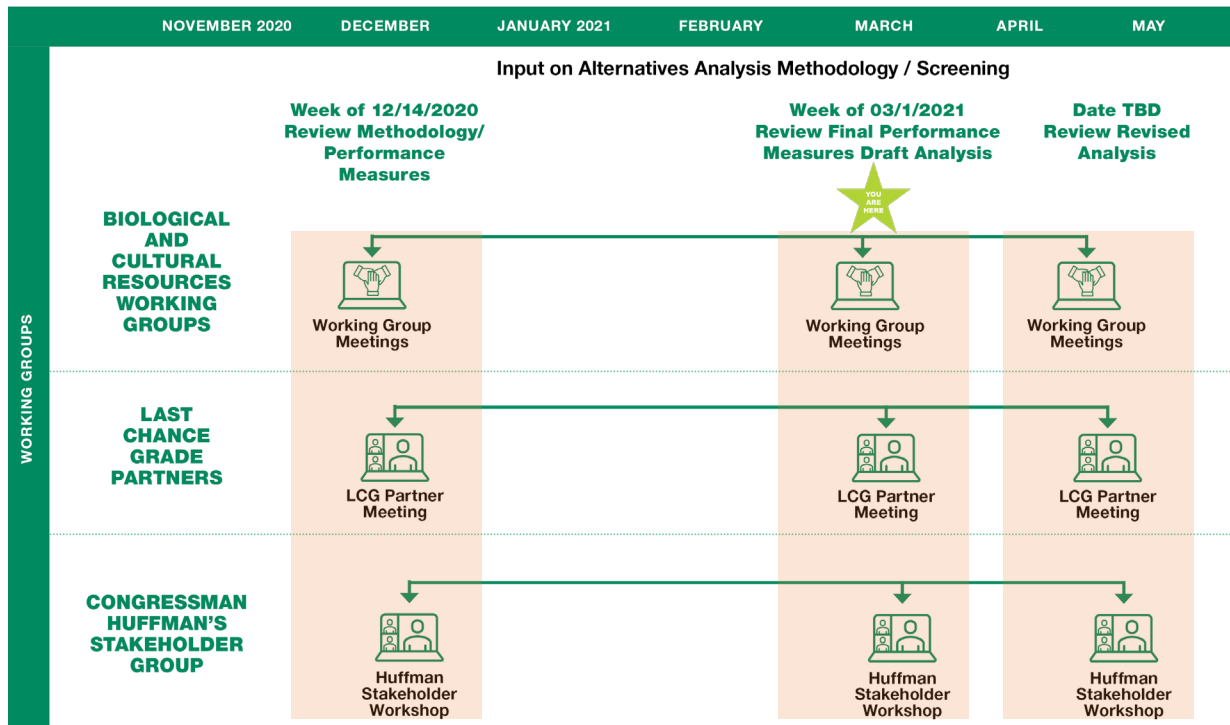 NOVEMBER 2020 DECEMBER JANUARY 2021 FEBRUARY MARCH APRIL MAY
Input on Alternatives Analysis Methodology / Screening
Week of 12/14/2020
Review Methodology/
Performance
Measures
Week of 03/1/2021
Review Final Performance
Measures Draft Analysis
Date TBD
Review Revised
Analysis
YOU
ARE
HERE
WORKING GROUPS
BIOLOGICAL
AND
CULTURAL
RESOURCES
WORKING
GROUPS
Working Group
Meetings
Working Group
Meetings
Working Group
Meetings
LAST
CHANCE
GRADE
PARTNERS
LCG Partner
Meeting
LCG Partner
Meeting
LCG Partner
Meeting
CONGRESSMAN
HUFFMAN'S
STAKEHOLDER
GROUP
Huffman
Stakeholder
Workshop
Huffman
Stakeholder
Workshop
Huffman
Stakeholder
Workshop